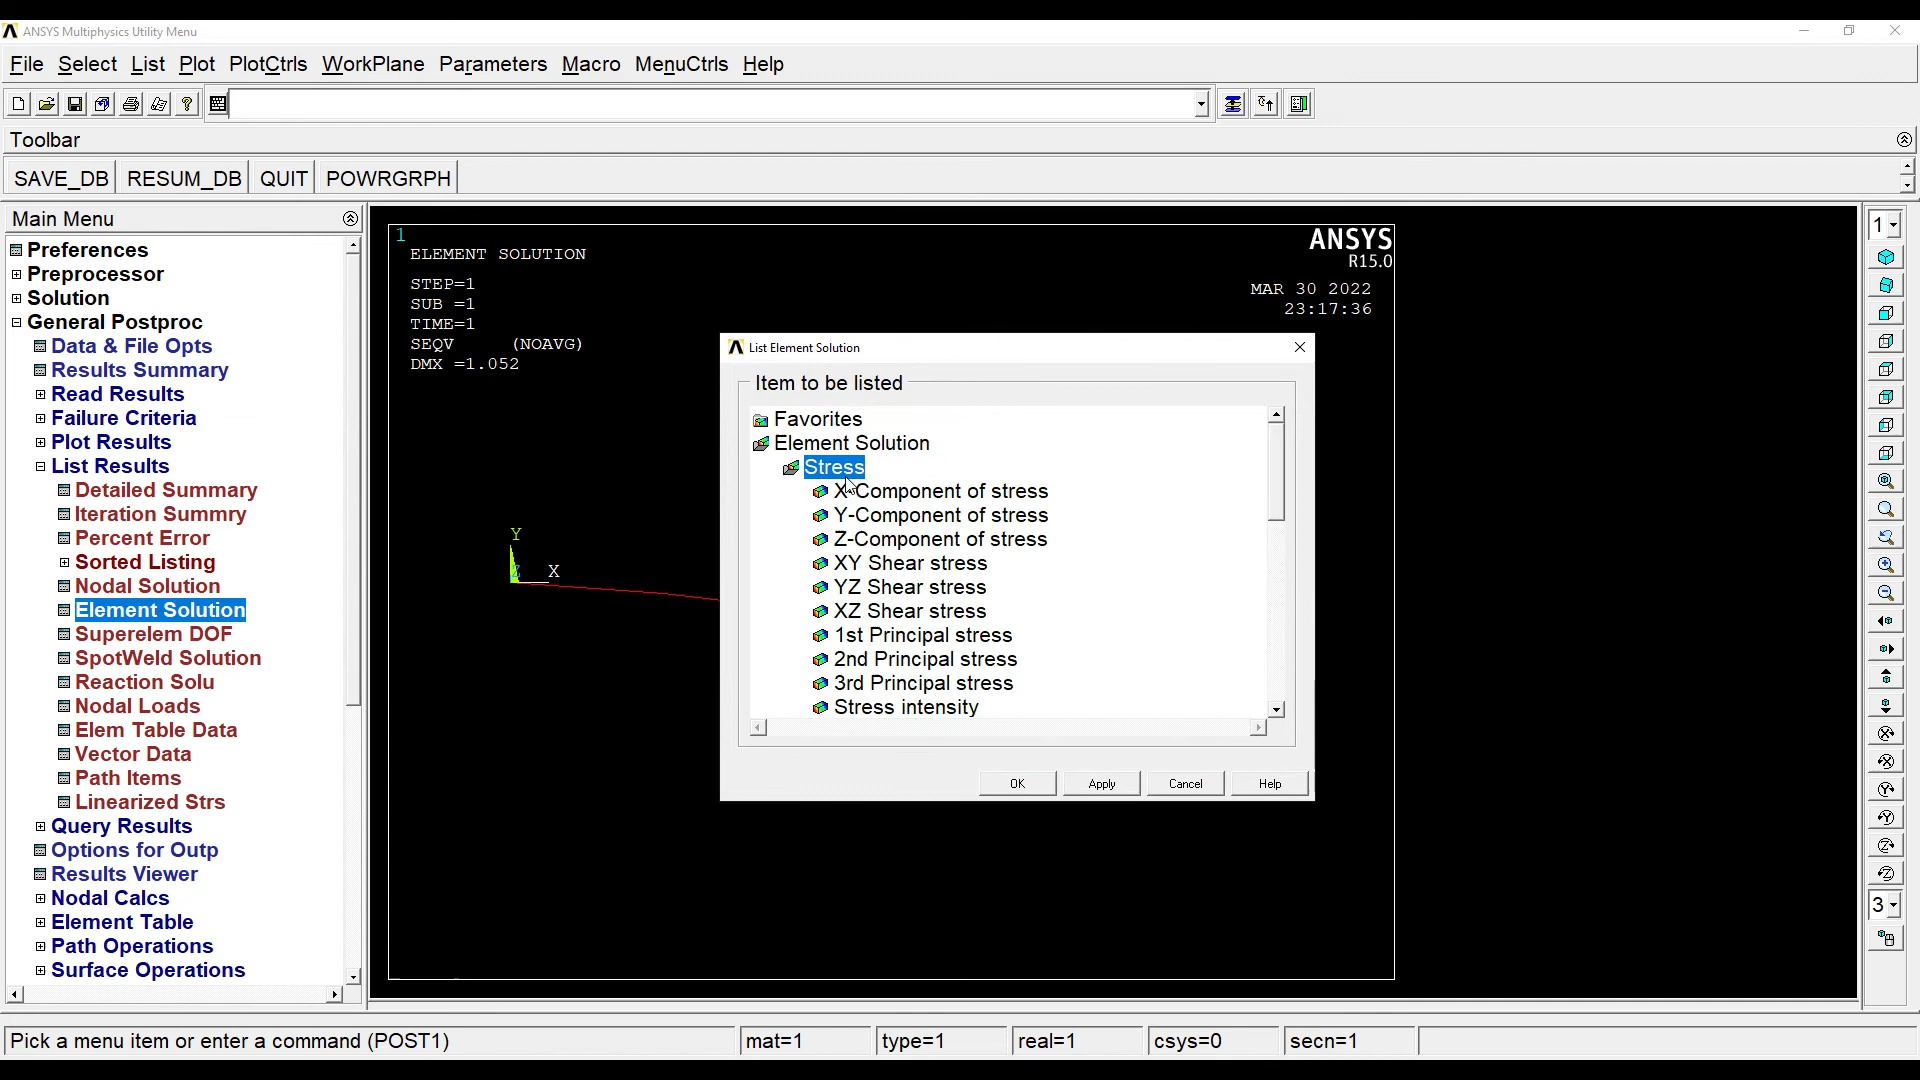 ANSYS Multiphysics Utility Menu
File Select List Plot PlotCtrls WorkPlane Parameters Macro MenuCtrls Help
Toolbar
SAVE_DB RESUM_DB QUIT POWRGRPH
Main Menu
Preferences
Preprocessor
Solution
General Postproc
Data & File Opts
Results Summary
Read Results
Failure Criteria
Plot Results
List Results
Detailed Summary
Iteration Summry
Percent Error
Sorted Listing
Nodal Solution
Element Solution
Superelem DOF
SpotWeld Solution
Reaction Solu
Nodal Loads
Elem Table Data
Vector Data
Path Items
Linearized Strs
Query Results
Options for Outp
Results Viewer
Nodal Calcs
Element Table
Path Operations
Surface Operations
1
ELEMENT SOLUTION
STEP=1
SUB =1
TIME=1
SEQV (NOAVG)
DMX =1.052
ANSYS
R15.0
MAR 30 2022
23:17:36
Y
Z X
List Element Solution
Item to be listed
Favorites
Element Solution
Stress
X-Component of stress
Y-Component of stress
Z-Component of stress
XY Shear stress
YZ Shear stress
XZ Shear stress
1st Principal stress
2nd Principal stress
3rd Principal stress
Stress intensity
OK Apply Cancel Help
1
3
Pick a menu item or enter a command (POST1) mat=1 type=1 real=1 csys=0 secn=1